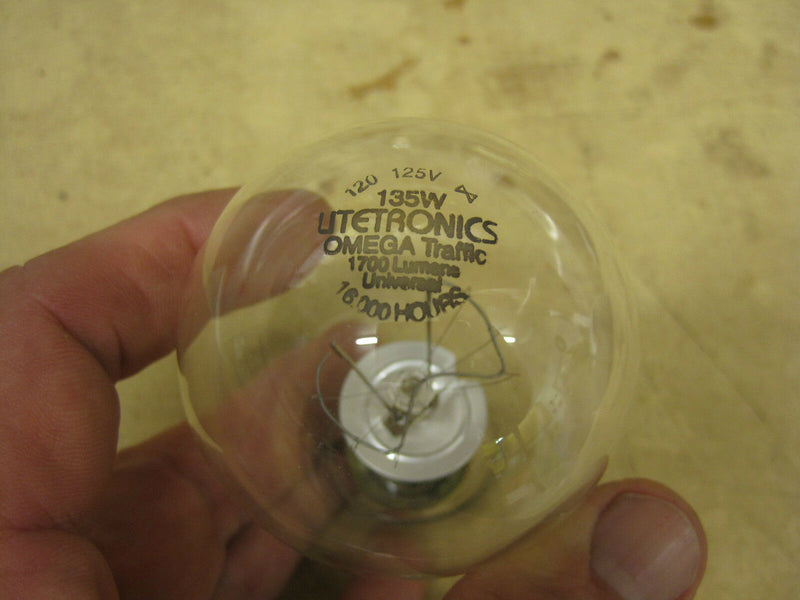 120 125V
135W
LITETRONICS
OMEGA Traffic
1700 Lumens
Universal
16,000 HOURS